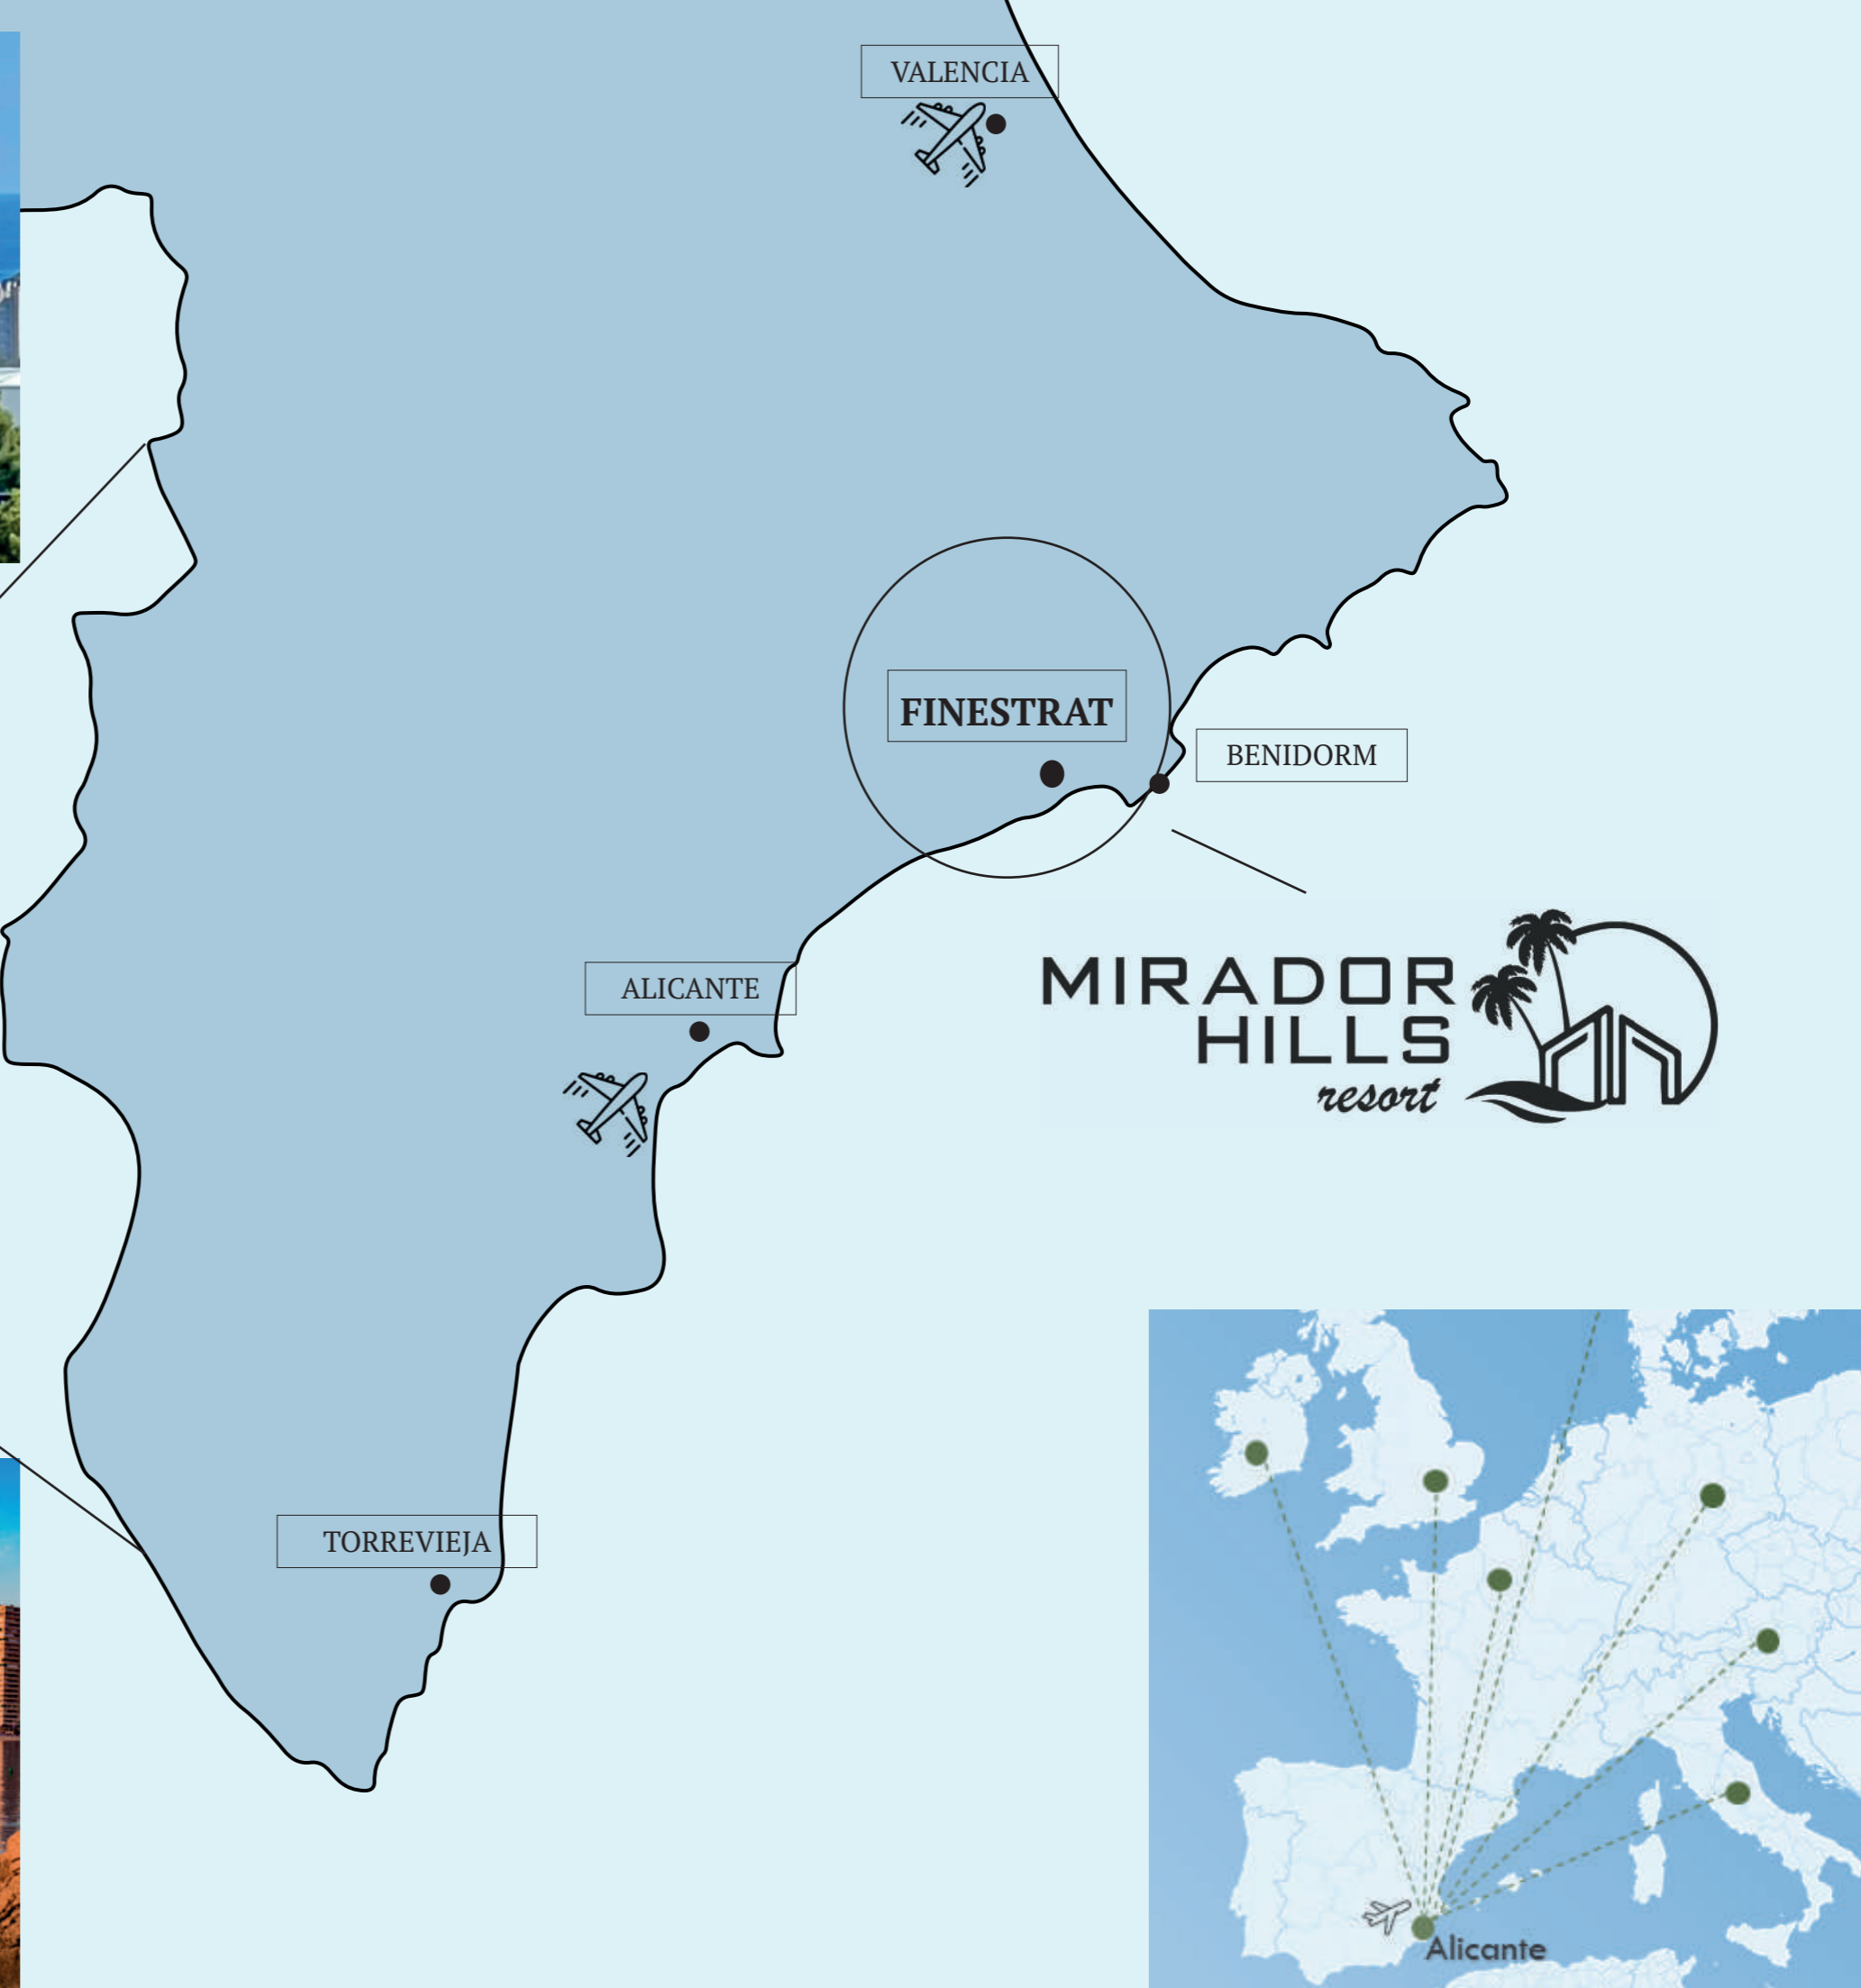 VALENCIA
FINESTRAT
BENIDORM
ALICANTE
MIRADOR
HILLS
resort
TORREVIEJA
Alicante